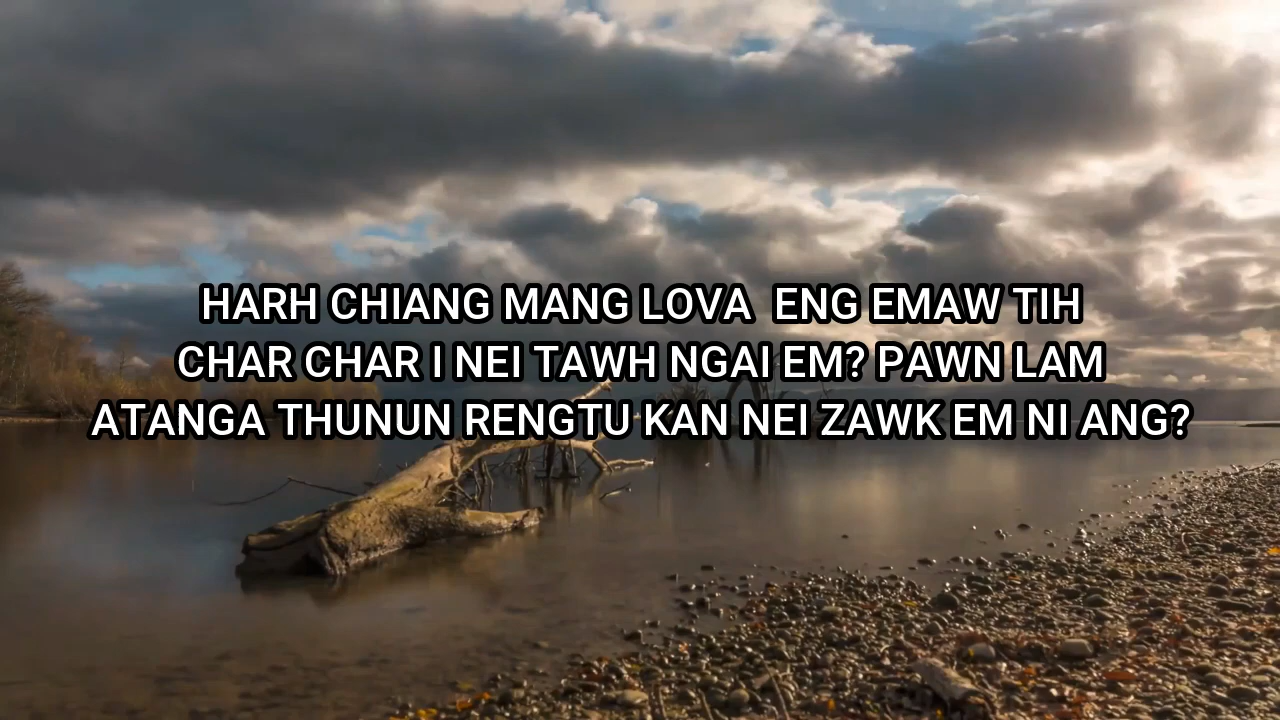 HARH CHIANG MANG LOVA  ENG EMAW TIH
CHAR CHAR I NEI TAWH NGAI EM? PAWN LAM
ATANGA THUNUN RENGTU KAN NEI ZAWK EM NI ANG?